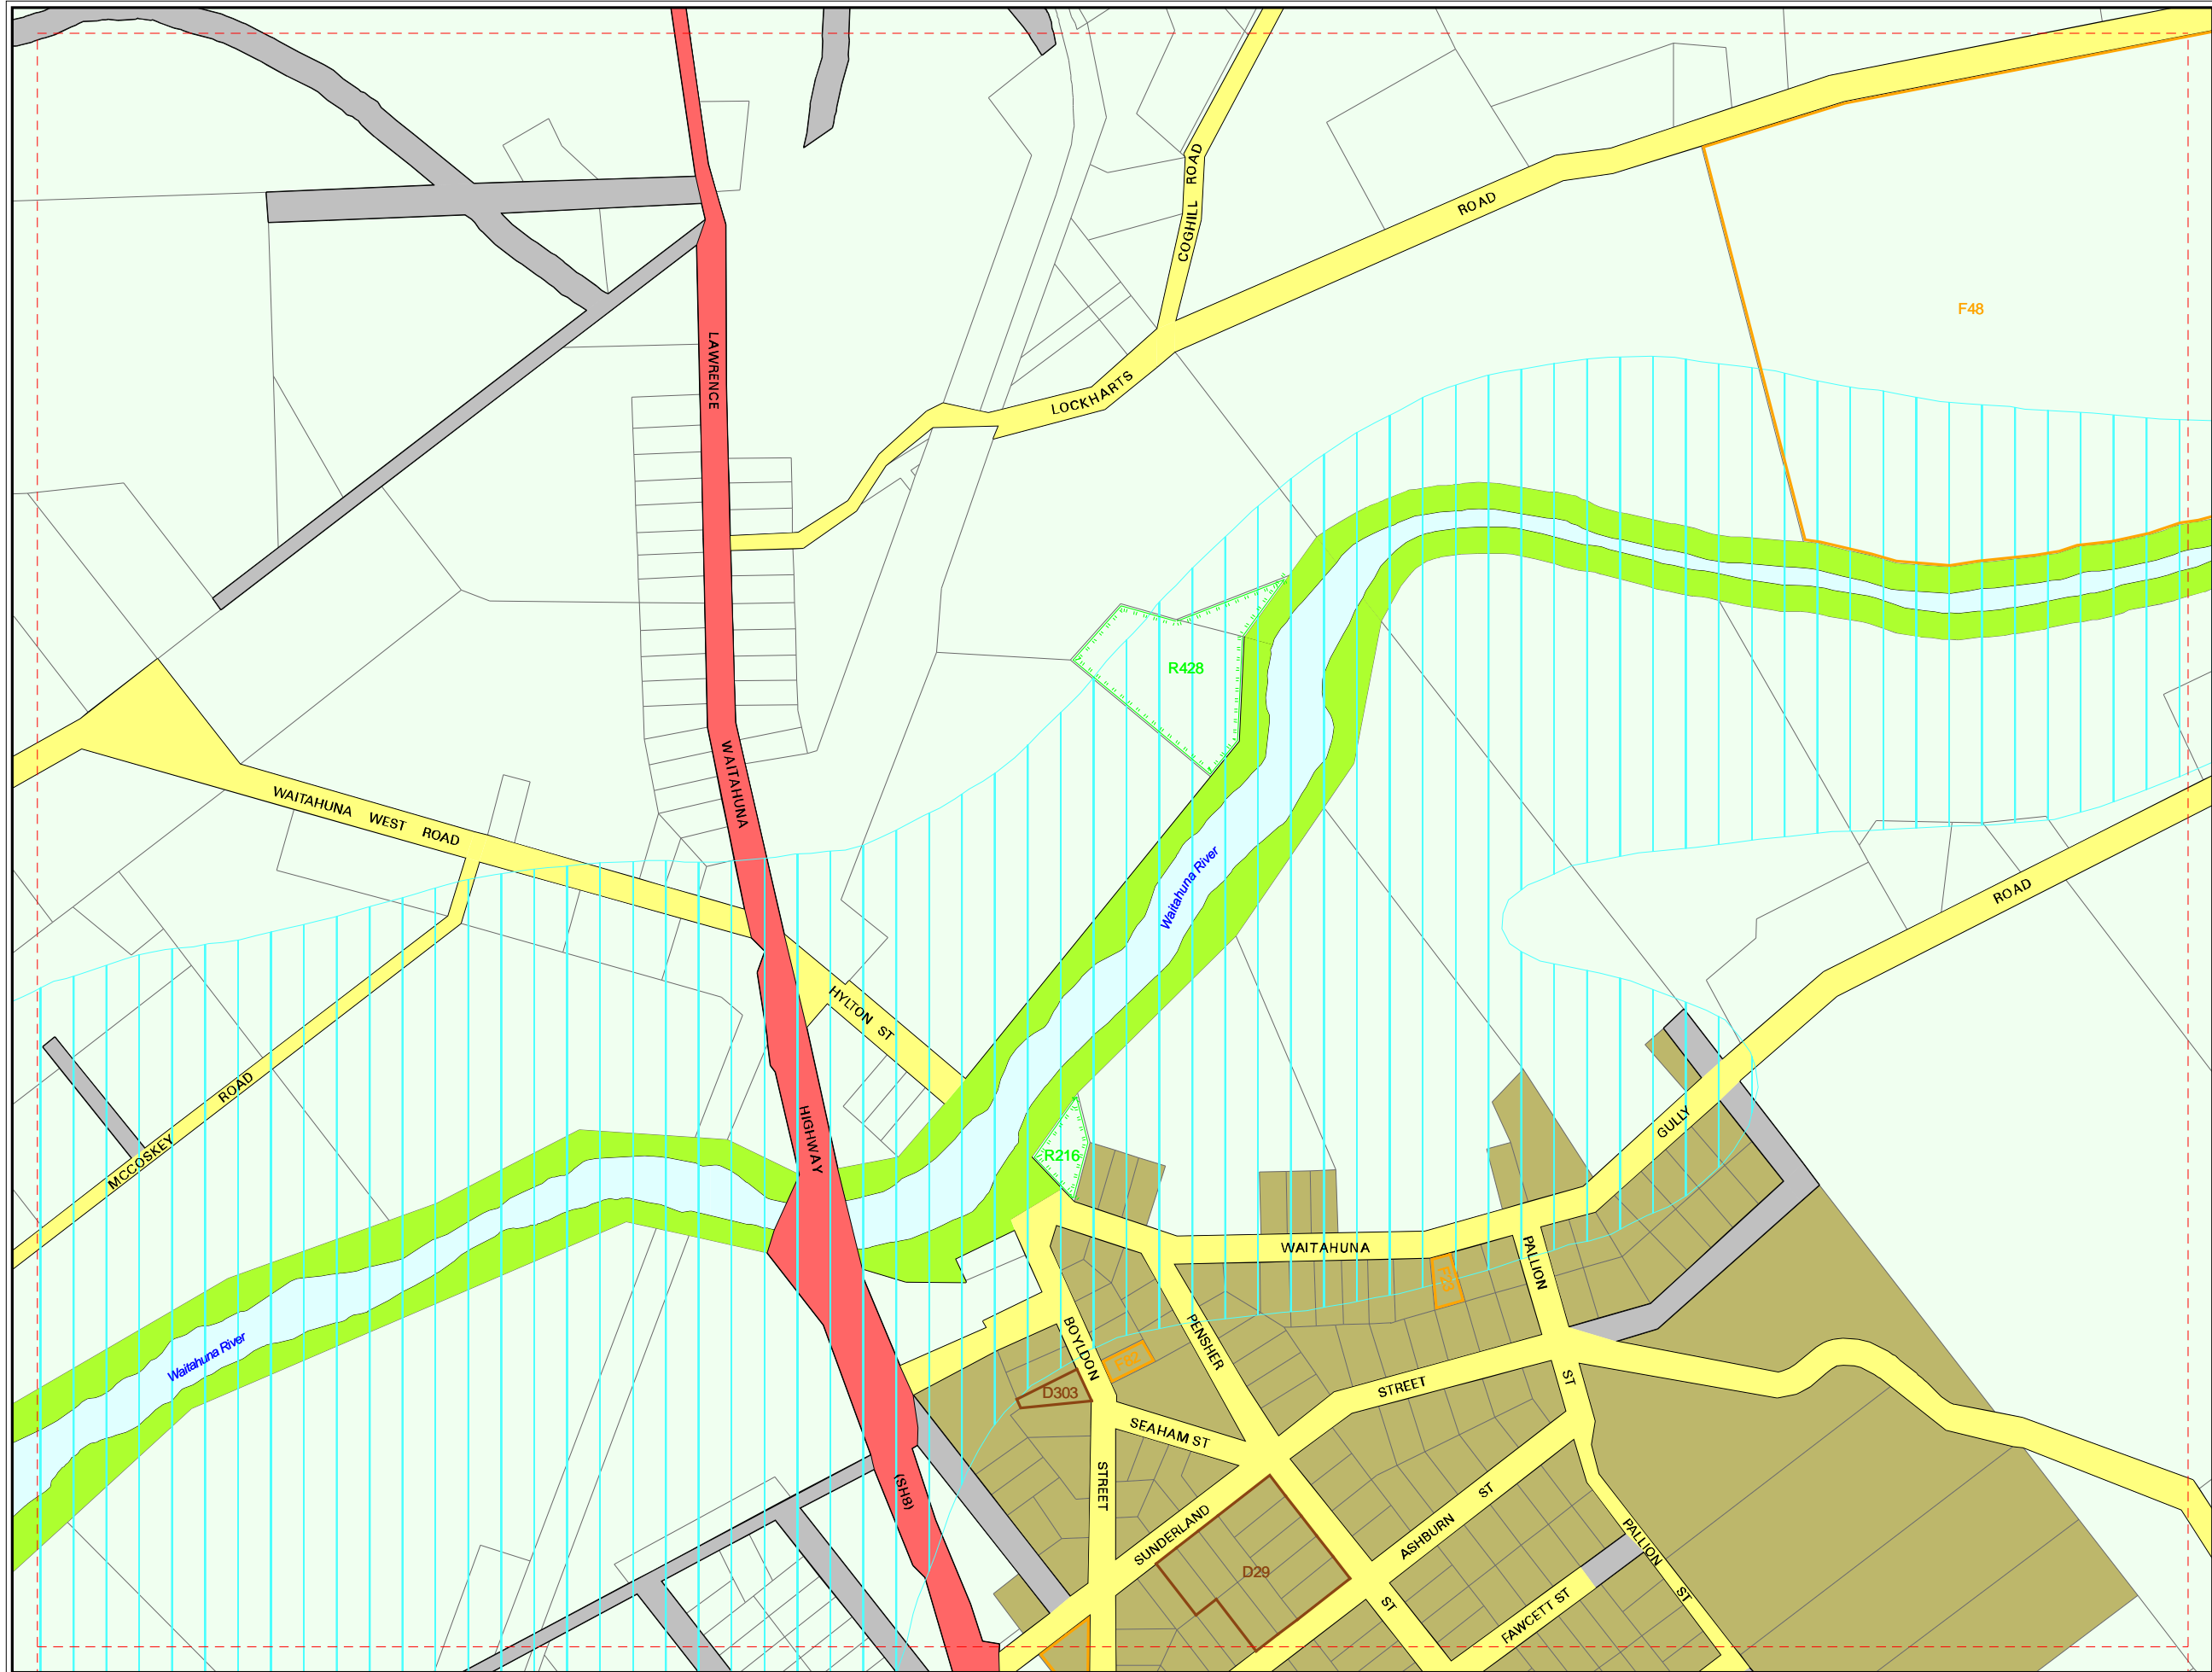 COGHILL ROAD
ROAD
F48
LAWRENCE
LOCKHARTS
R428
WAITAHUNA
WAITAHUNA WEST ROAD
Waitahuna River
ROAD
HYLTON ST
ROAD
MCCOSKEY
HIGHWAY
GULLY
R216
WAITAHUNA
PALLION
Waitahuna River
BOYLDON
PENSHER
F62
D303
STREET
ST
SEAHAM ST
STREET
(SH8)
SUNDERLAND
ASHBURN ST
PALLION ST
D29
FAWCETT ST
ST